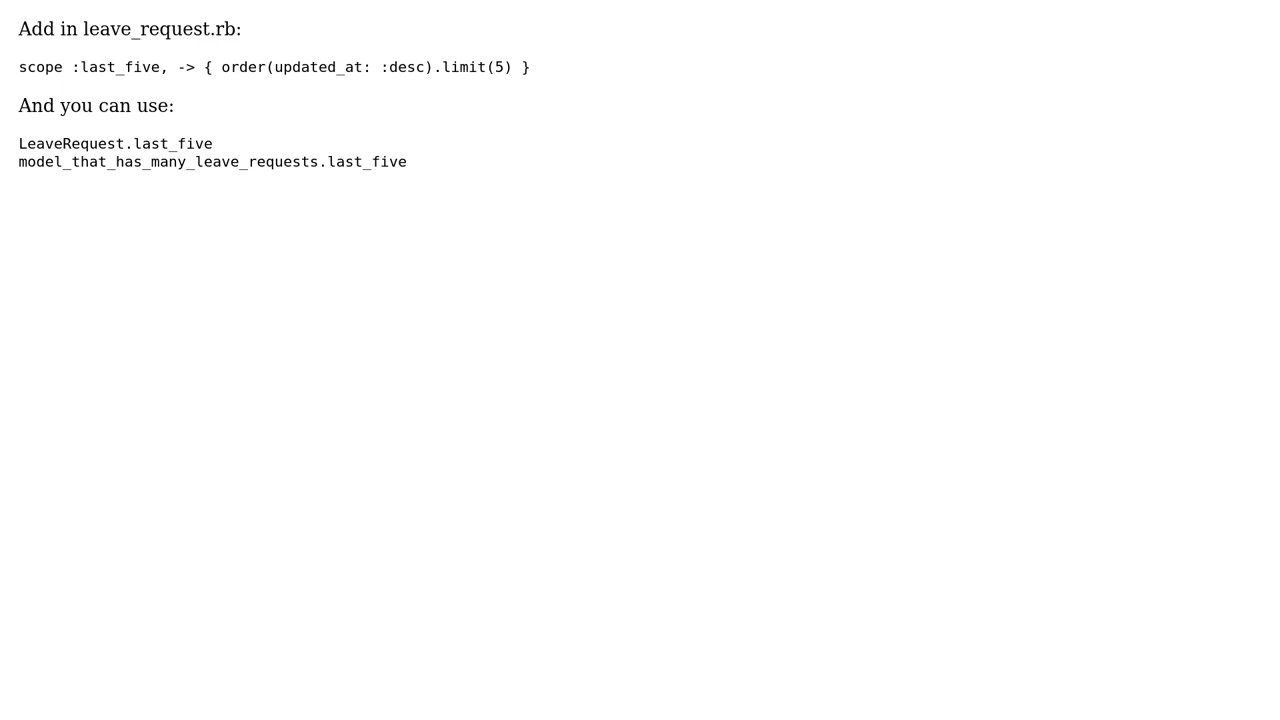 Add in leave_request.rb:
scope :last_five, -> { order(updated_at: :desc).limit(5) }
And you can use:
LeaveRequest.last_five
model_that_has_many_leave_requests.last_five